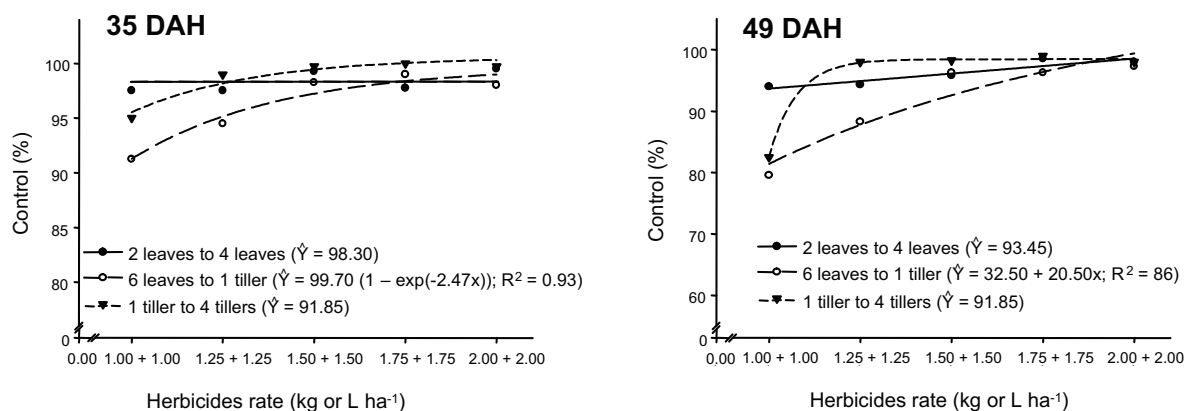 35 DAH
100
95
90
85
80
0
Control (%)
2 leaves to 4 leaves (Ŷ = 98.30)
6 leaves to 1 tiller (Ŷ = 99.70 (1 – exp(-2.47x)); R² = 0.93)
1 tiller to 4 tillers (Ŷ = 91.85)
0.00 1.00 + 1.00 1.25 + 1.25 1.50 + 1.50 1.75 + 1.75 2.00 + 2.00
Herbicides rate (kg or L ha⁻¹)
49 DAH
100
90
80
70
60
0
Control (%)
2 leaves to 4 leaves (Ŷ = 93.45)
6 leaves to 1 tiller (Ŷ = 32.50 + 20.50x; R² = 86)
1 tiller to 4 tillers (Ŷ = 91.85)
0.00 1.00 + 1.00 1.25 + 1.25 1.50 + 1.50 1.75 + 1.75 2.00 + 2.00
Herbicides rate (kg or L ha⁻¹)